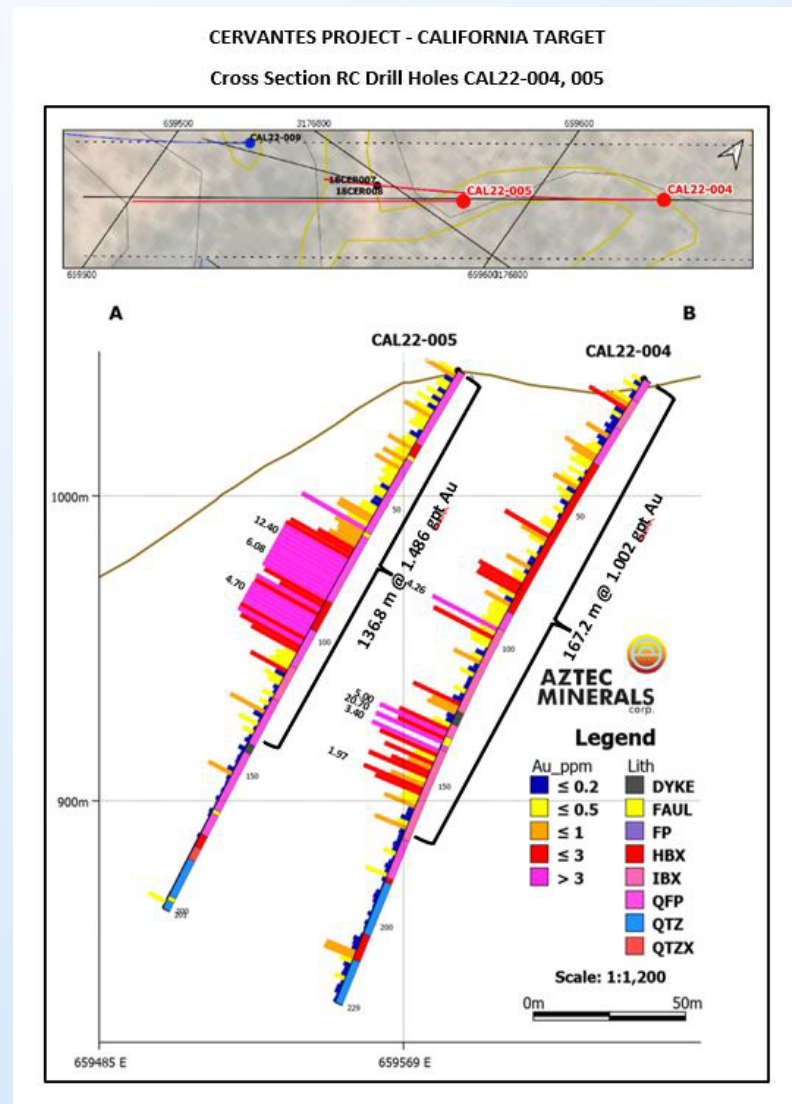 CERVANTES PROJECT - CALIFORNIA TARGET
Cross Section RC Drill Holes CAL22-004, 005
659500
3176800
659600
CAL22-009
16CER007
18CER008
CAL22-005
CAL22-004
659500
659600
3176800
A
B
CAL22-005
CAL22-004
1000m
900m
50
100
150
200
201
12.40
6.08
4.70
136.8 m @ 1.486 gpt Au
50
100
150
200
229
4.26
5.00
20.70
3.40
1.97
167.2 m @ 1.002 gpt Au
AZTEC
MINERALS
corp.
Legend
Au_ppm
≤ 0.2
≤ 0.5
≤ 1
≤ 3
> 3
Lith
DYKE
FAUL
FP
HBX
IBX
QFP
QTZ
QTZX
Scale: 1:1,200
0m
50m
659485 E
659569 E